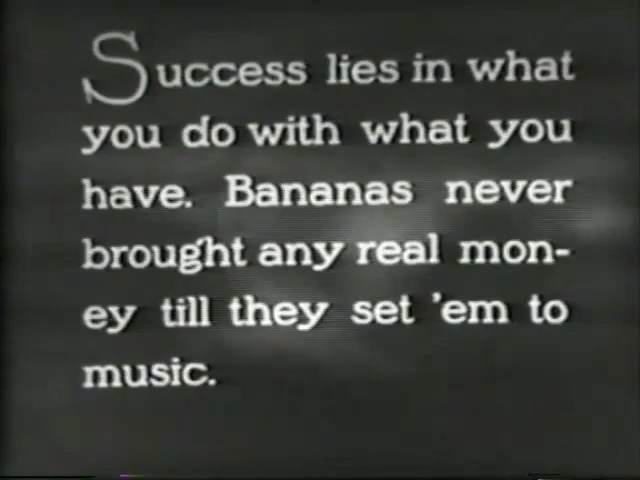 Success lies in what
you do with what you
have. Bananas never
brought any real mon-
ey till they set 'em to
music.